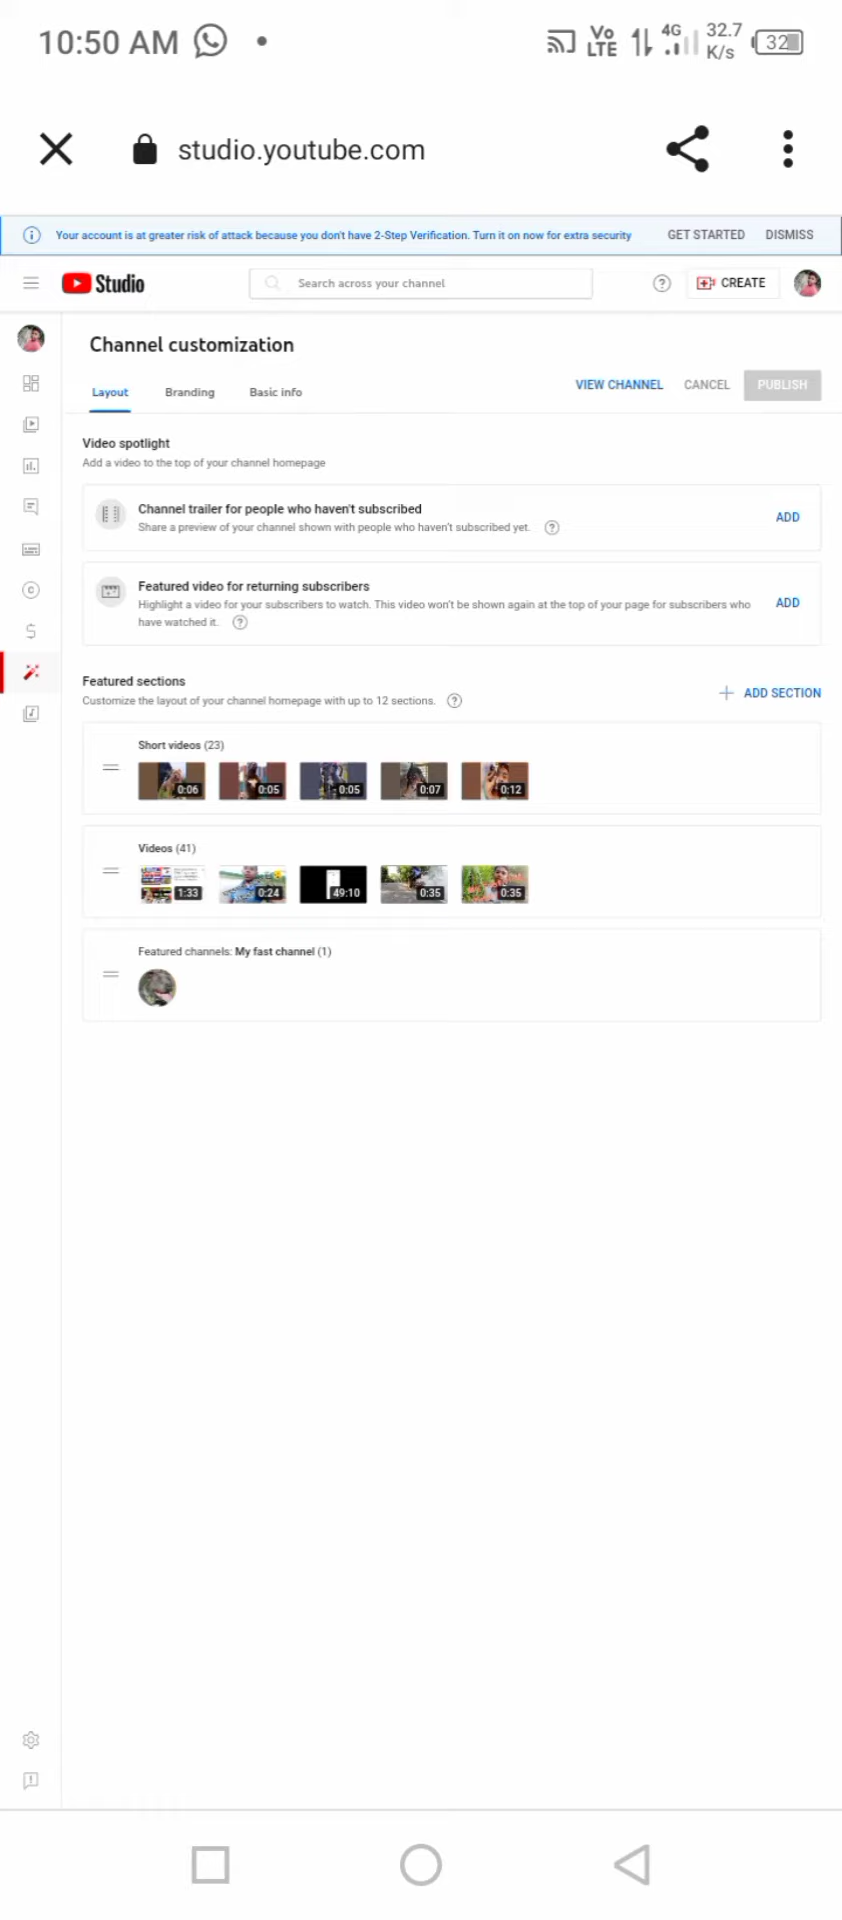 10:50 AM
Vo LTE 4G 32.7 K/s 32
studio.youtube.com
Your account is at greater risk of attack because you don't have 2-Step Verification. Turn it on now for extra security GET STARTED DISMISS
Studio Search across your channel CREATE
Channel customization
Layout Branding Basic info VIEW CHANNEL CANCEL PUBLISH
Video spotlight
Add a video to the top of your channel homepage
Channel trailer for people who haven't subscribed
Share a preview of your channel shown with people who haven't subscribed yet.
ADD
Featured video for returning subscribers
Highlight a video for your subscribers to watch. This video won't be shown again at the top of your page for subscribers who
have watched it.
ADD
Featured sections
Customize the layout of your channel homepage with up to 12 sections.
ADD SECTION
Short videos (23)
0:06 0:05 0:05 0:07 0:12
Videos (41)
1:33 0:24 49:10 0:35 0:35
Featured channels: My fast channel (1)